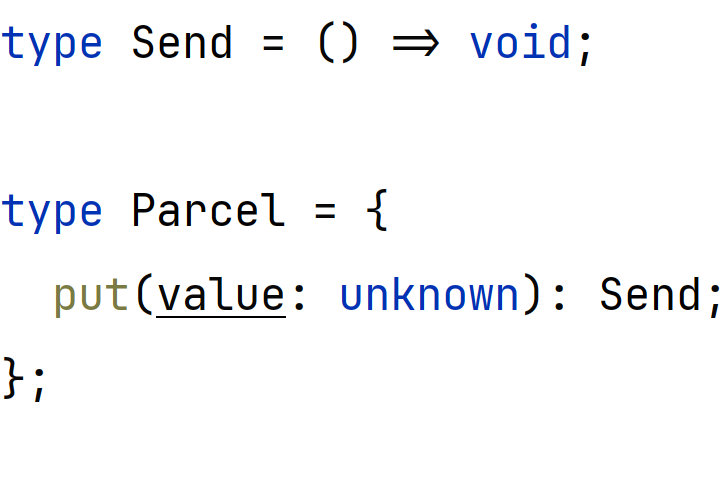 type Send = () => void;
type Parcel = {
  put(value: unknown): Send;
};